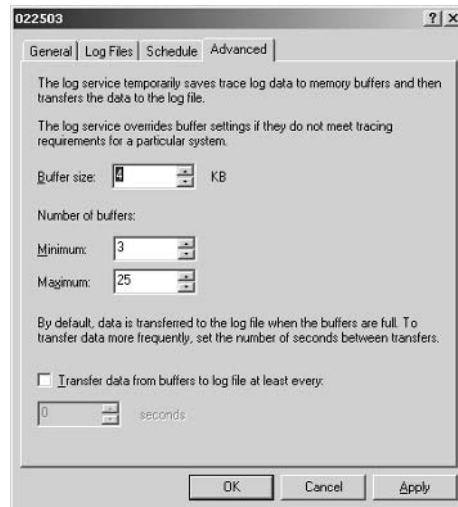 022503
General Log Files Schedule Advanced
The log service temporarily saves trace log data to memory buffers and then
transfers the data to the log file.
The log service overrides buffer settings if they do not meet tracing
requirements for a particular system.
Buffer size: 4 KB
Number of buffers:
Minimum: 3
Maximum: 25
By default, data is transferred to the log file when the buffers are full. To
transfer data more frequently, set the number of seconds between transfers.
Transfer data from buffers to log file at least every:
0 seconds
OK Cancel Apply